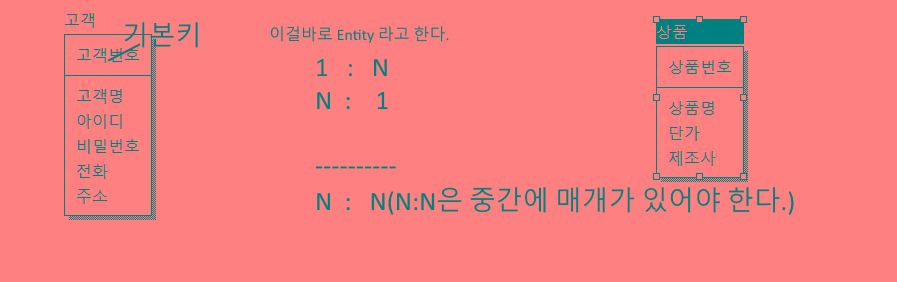 고객
기본키
고객번호
고객명
아이디
비밀번호
전화
주소
이걸바로 Entity 라고 한다.
1 : N
N : 1
----------
N : N(N:N은 중간에 매개가 있어야 한다.)
상품
상품번호
상품명
단가
제조사